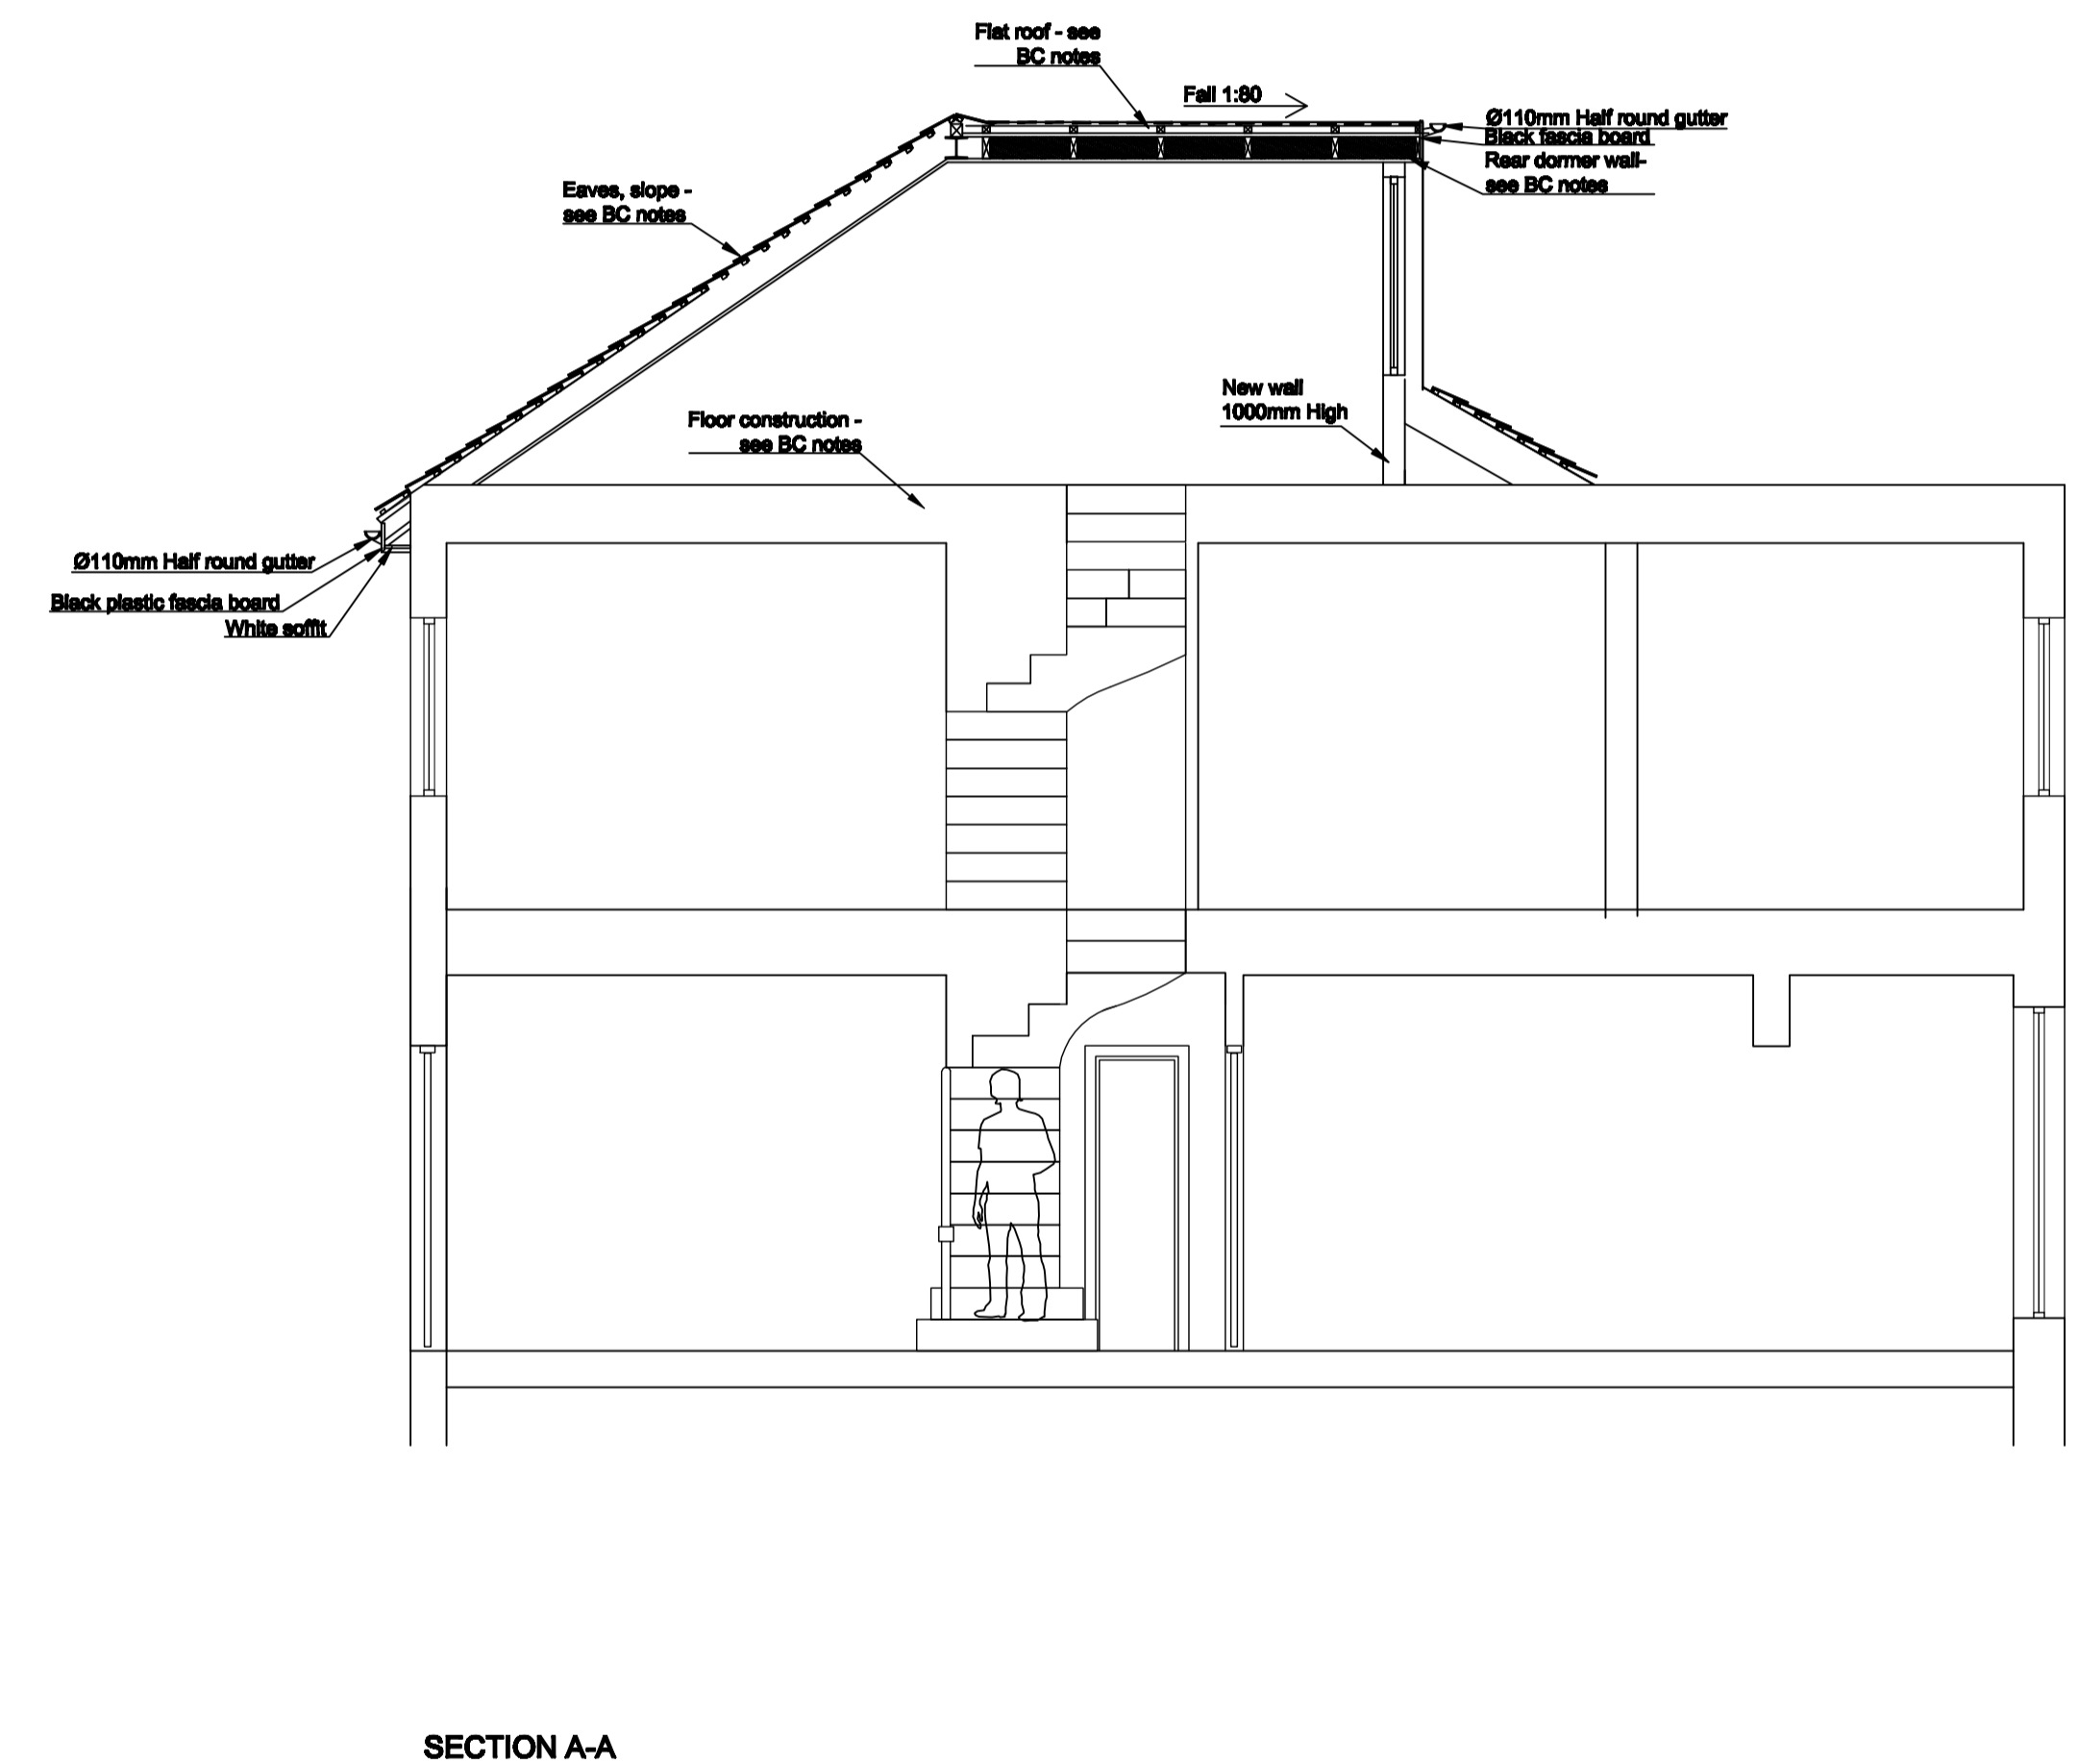 Flat roof - see
BC notes
Fall 1:80
Ø110mm Half round gutter
Black fascia board
Rear dormer wall-
see BC notes
Eaves, slope -
see BC notes
New wall
1000mm High
Floor construction -
see BC notes
Ø110mm Half round gutter
Black plastic fascia board
White soffit
SECTION A-A